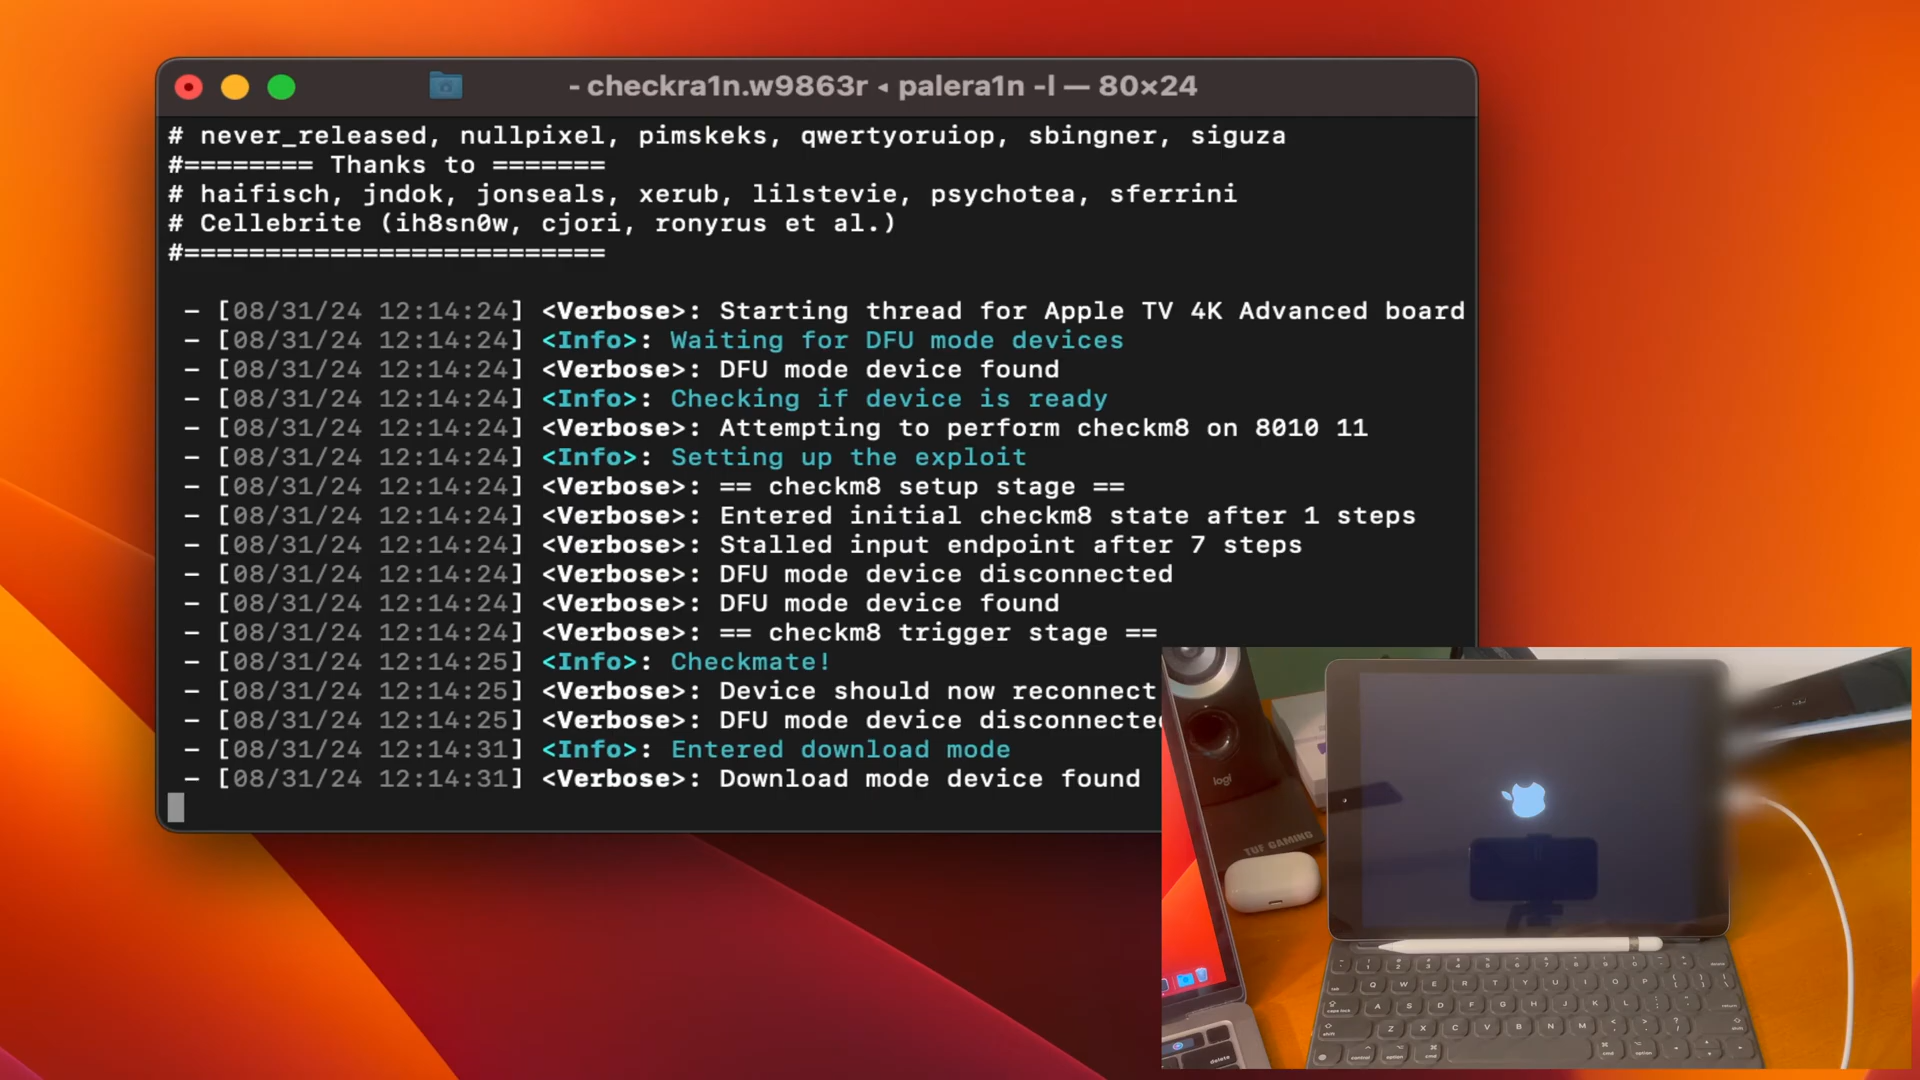 - checkra1n.w9863r ◂ palera1n -l — 80×24
# never_released, nullpixel, pimskeks, qwertyoruiop, sbingner, siguza
#======== Thanks to =======
# haifisch, jndok, jonseals, xerub, lilstevie, psychotea, sferrini
# Cellebrite (ih8sn0w, cjori, ronyrus et al.)
#==========================
- [08/31/24 12:14:24] <Verbose>: Starting thread for Apple TV 4K Advanced board
- [08/31/24 12:14:24] <Info>: Waiting for DFU mode devices
- [08/31/24 12:14:24] <Verbose>: DFU mode device found
- [08/31/24 12:14:24] <Info>: Checking if device is ready
- [08/31/24 12:14:24] <Verbose>: Attempting to perform checkm8 on 8010 11
- [08/31/24 12:14:24] <Info>: Setting up the exploit
- [08/31/24 12:14:24] <Verbose>: == checkm8 setup stage ==
- [08/31/24 12:14:24] <Verbose>: Entered initial checkm8 state after 1 steps
- [08/31/24 12:14:24] <Verbose>: Stalled input endpoint after 7 steps
- [08/31/24 12:14:24] <Verbose>: DFU mode device disconnected
- [08/31/24 12:14:24] <Verbose>: DFU mode device found
- [08/31/24 12:14:24] <Verbose>: == checkm8 trigger stage ==
- [08/31/24 12:14:25] <Info>: Checkmate!
- [08/31/24 12:14:25] <Verbose>: Device should now reconnect
- [08/31/24 12:14:25] <Verbose>: DFU mode device disconnected
- [08/31/24 12:14:31] <Info>: Entered download mode
- [08/31/24 12:14:31] <Verbose>: Download mode device found
logi
TUF GAMING
Q W E R T Y U I O P
A S D F G H J K L
Z X C V B N M
control option cmd
cmd option
delete